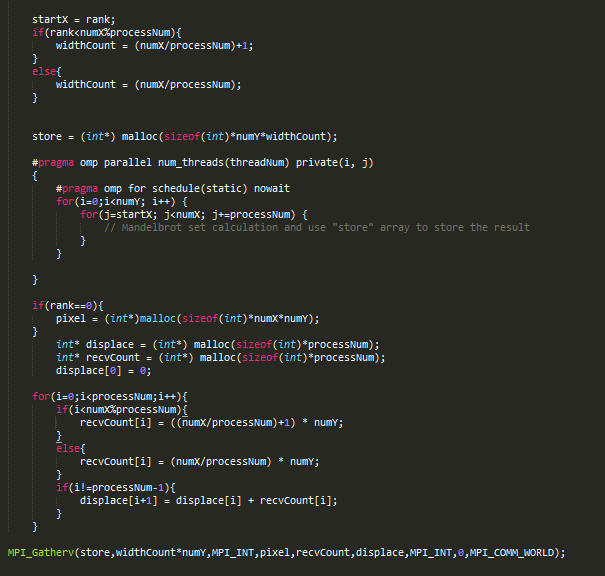 startX = rank;
if(rank<numX%processNum){
widthCount = (numX/processNum)+1;
}
else{
widthCount = (numX/processNum);
}
store = (int*) malloc(sizeof(int)*numY*widthCount);
#pragma omp parallel num_threads(threadNum) private(i, j)
{
#pragma omp for schedule(static) nowait
for(i=0;i<numY; i++) {
for(j=startX; j<numX; j+=processNum) {
// Mandelbrot set calculation and use "store" array to store the result
}
}
}
if(rank==0){
pixel = (int*)malloc(sizeof(int)*numX*numY);
}
int* displace = (int*) malloc(sizeof(int)*processNum);
int* recvCount = (int*) malloc(sizeof(int)*processNum);
displace[0] = 0;
for(i=0;i<processNum;i++){
if(i<numX%processNum){
recvCount[i] = ((numX/processNum)+1) * numY;
}
else{
recvCount[i] = (numX/processNum) * numY;
}
if(i!=processNum-1){
displace[i+1] = displace[i] + recvCount[i];
}
}
MPI_Gatherv(store,widthCount*numY,MPI_INT,pixel,recvCount,displace,MPI_INT,0,MPI_COMM_WORLD);